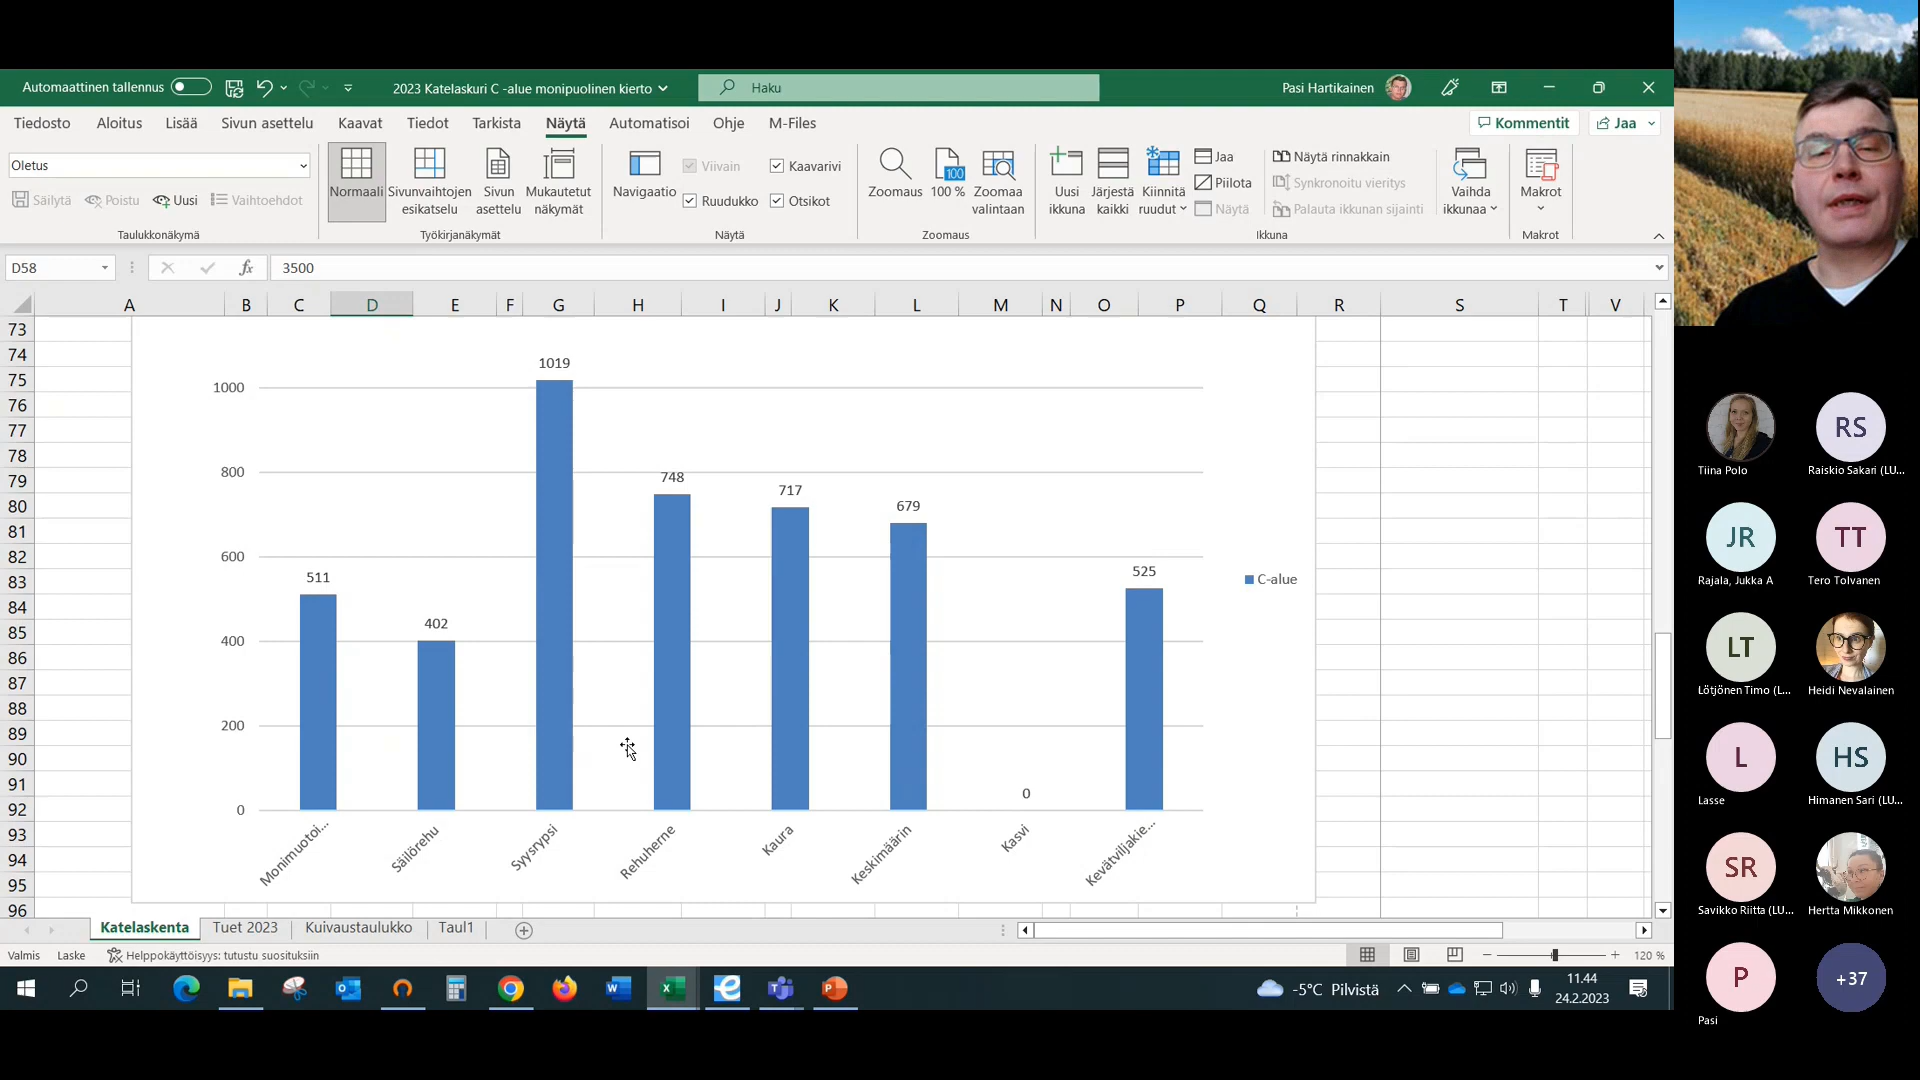 Automaattinen tallennus
2023 Katelaskuri C -alue monipuolinen kierto
Haku
Pasi Hartikainen
Tiedosto Aloitus Lisää Sivun asettelu Kaavat Tiedot Tarkista Näytä Automatisoi Ohje M-Files
Kommentit
Jaa
Oletus
Säilytä Poistu Uusi Vaihtoehdot
Taulukkonäkymä
Normaali
Sivunvaihtojen esikatselu
Sivun asettelu
Mukautetut näkymät
Työkirjanäkymät
Navigaatio
Viivain
Kaavarivi
Ruudukko
Otsikot
Näytä
Zoomaus
100
100 %
Zoomaa valintaan
Zoomaus
Uusi ikkuna
Järjestä kaikki
Kiinnitä ruudut
Jaa
Piilota
Näytä
Näytä rinnakkain
Synkronoitu vieritys
Palauta ikkunan sijainti
Vaihda ikkunaa
Ikkuna
Makrot
Makrot
D58
fx
3500
A B C D E F G H I J K L M N O P Q R S T V
73
74
75
76
77
78
79
80
81
82
83
84
85
86
87
88
89
90
91
92
93
94
95
96
1000
800
600
400
200
0
511
402
1019
748
717
679
0
525
C-alue
Monimuotoi...
Säilörehu
Syysrypsi
Rehuherne
Kaura
Keskimäärin
Kasvi
Kevätviljakie...
Katelaskenta Tuet 2023 Kuivaustaulukko Taul1
Valmis Laske Helppokäyttöisyys: tutustu suosituksiin
120 %
-5°C Pilvistä
11.44
24.2.2023
Tiina Polo
RS
Raiskio Sakari (LU...
JR
Rajala, Jukka A
TT
Tero Tolvanen
LT
Lötjönen Timo (L...
Heidi Nevalainen
L
Lasse
HS
Himanen Sari (LU...
SR
Savikko Riitta (LU...
Hertta Mikkonen
P
Pasi
+37